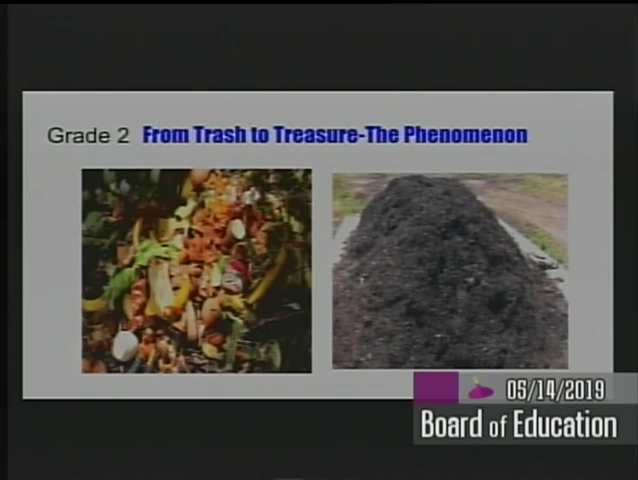 Grade 2 From Trash to Treasure-The Phenomenon
05/14/2019
Board of Education